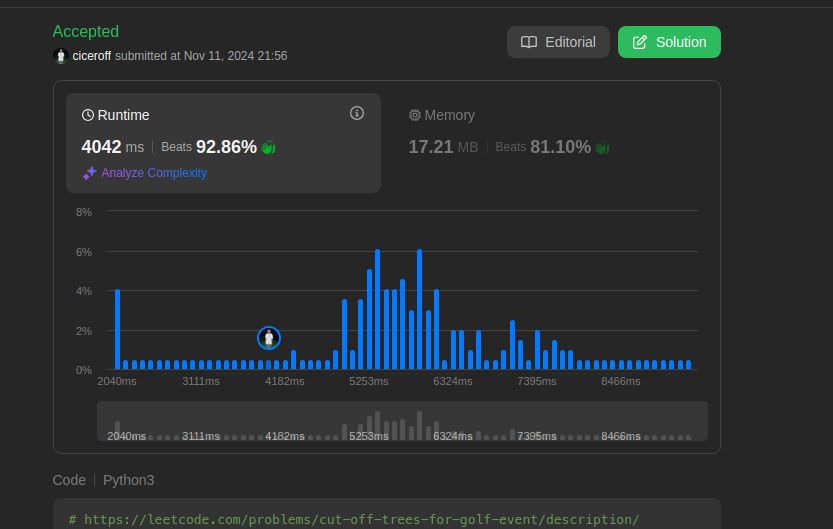 Accepted
ciceroff submitted at Nov 11, 2024 21:56
Editorial
Solution
Runtime
4042 ms | Beats 92.86%
Analyze Complexity
Memory
17.21 MB | Beats 81.10%
8%
6%
4%
2%
0%
2040ms 3111ms 4182ms 5253ms 6324ms 7395ms 8466ms
2040ms 3111ms 4182ms 5253ms 6324ms 7395ms 8466ms
Code | Python3
# https://leetcode.com/problems/cut-off-trees-for-golf-event/description/